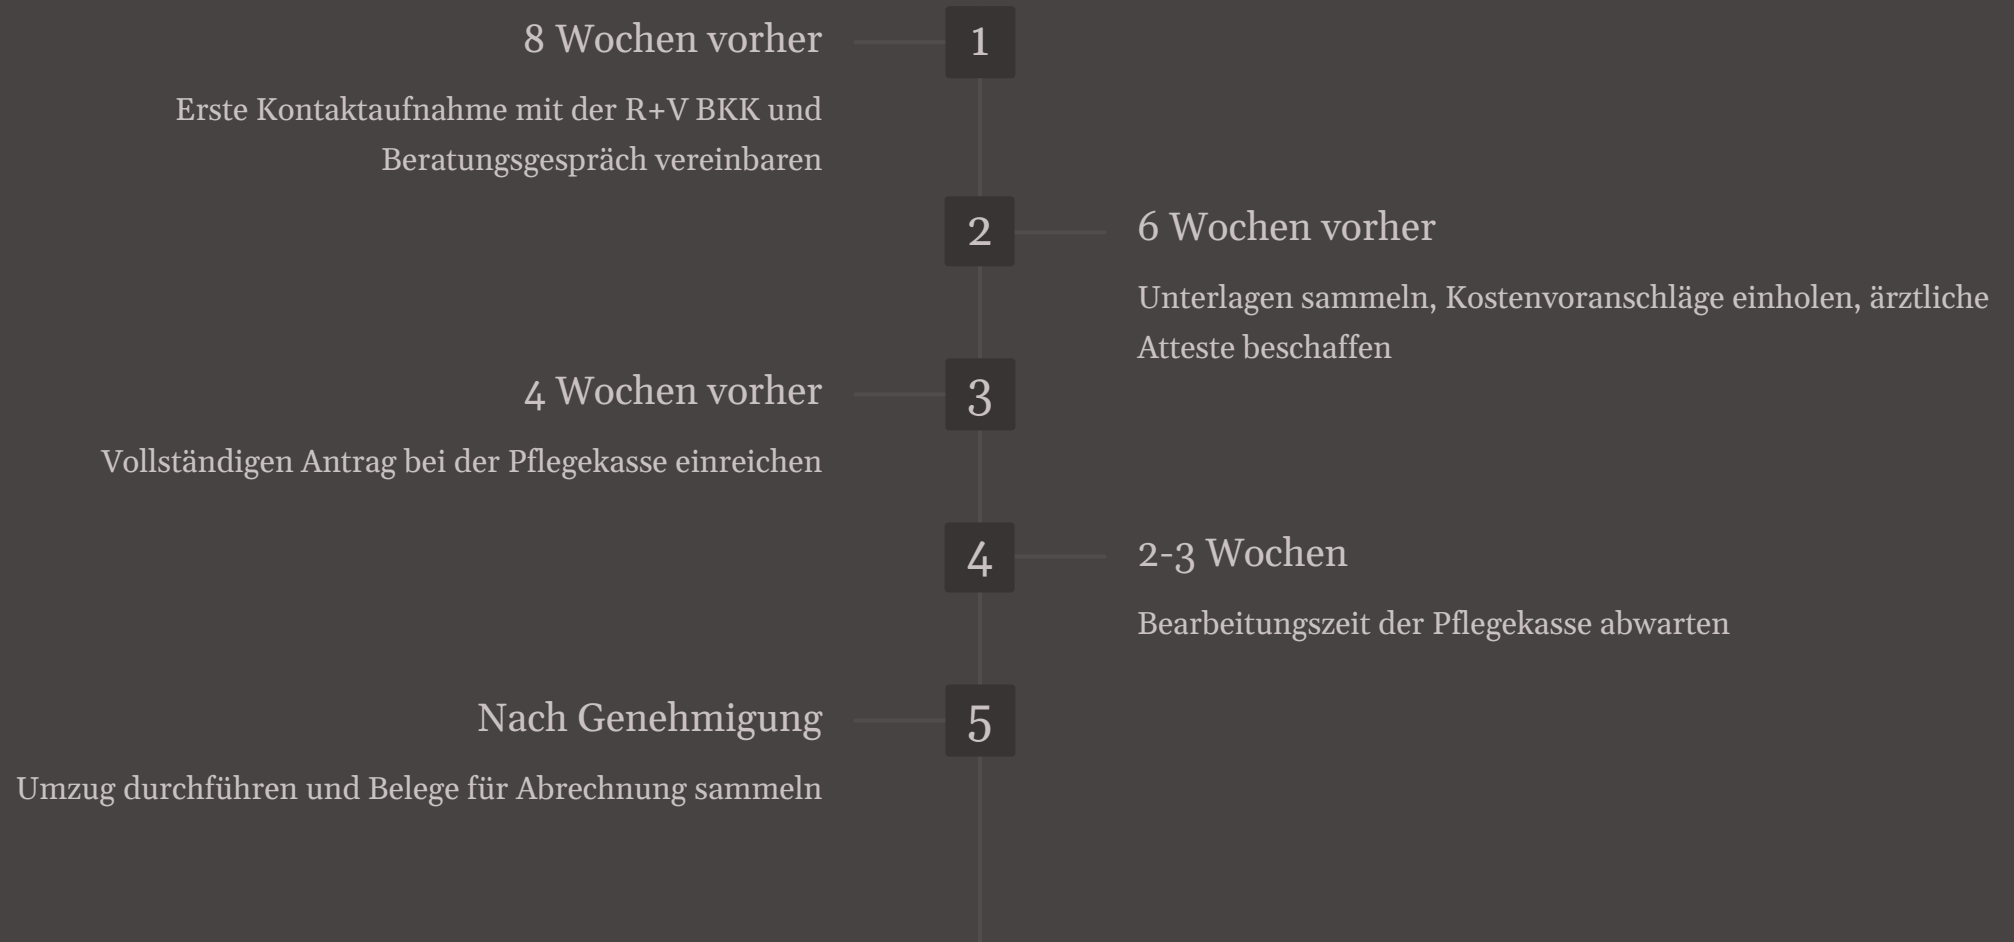 8 Wochen vorher
1
Erste Kontaktaufnahme mit der R+V BKK und
Beratungsgespräch vereinbaren
2
6 Wochen vorher
Unterlagen sammeln, Kostenvoranschläge einholen, ärztliche
Atteste beschaffen
4 Wochen vorher
3
Vollständigen Antrag bei der Pflegekasse einreichen
4
2-3 Wochen
Bearbeitungszeit der Pflegekasse abwarten
Nach Genehmigung
5
Umzug durchführen und Belege für Abrechnung sammeln